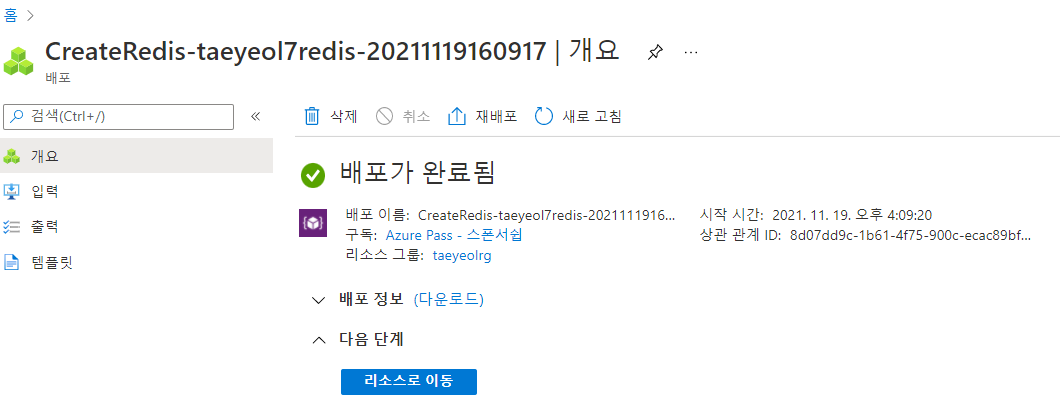 홈 >
CreateRedis-taeyeol7redis-20211119160917 | 개요 ...
배포
검색(Ctrl+/) «
개요
입력
출력
템플릿
삭제 취소 재배포 새로 고침
배포가 완료됨
배포 이름: CreateRedis-taeyeol7redis-2021111916... 시작 시간: 2021. 11. 19. 오후 4:09:20
구독: Azure Pass - 스폰서쉽 상관 관계 ID: 8d07dd9c-1b61-4f75-900c-ecac89bf...
리소스 그룹: taeyeolrg
배포 정보 (다운로드)
다음 단계
리소스로 이동